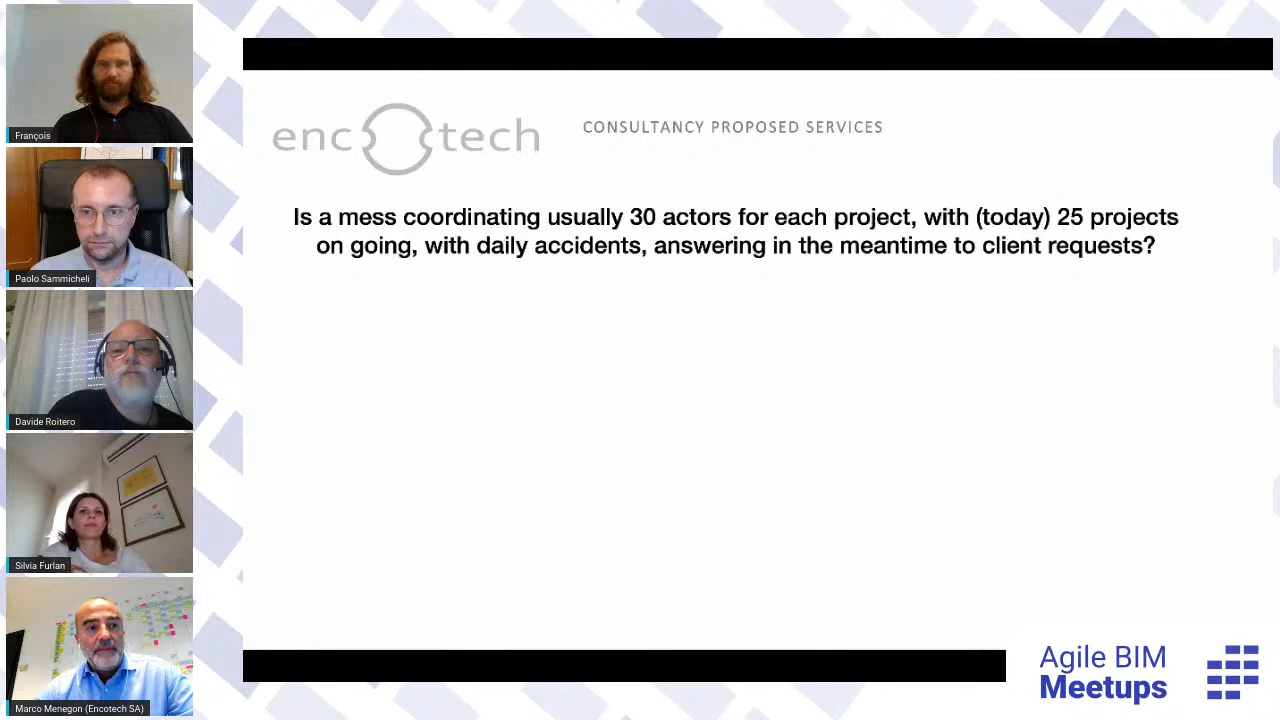 François
Paolo Sammicheli
Davide Roitero
Silvia Furlan
Marco Menegon (Encotech SA)
enc tech
CONSULTANCY PROPOSED SERVICES
Is a mess coordinating usually 30 actors for each project, with (today) 25 projects
on going, with daily accidents, answering in the meantime to client requests?
Agile BIM
Meetups